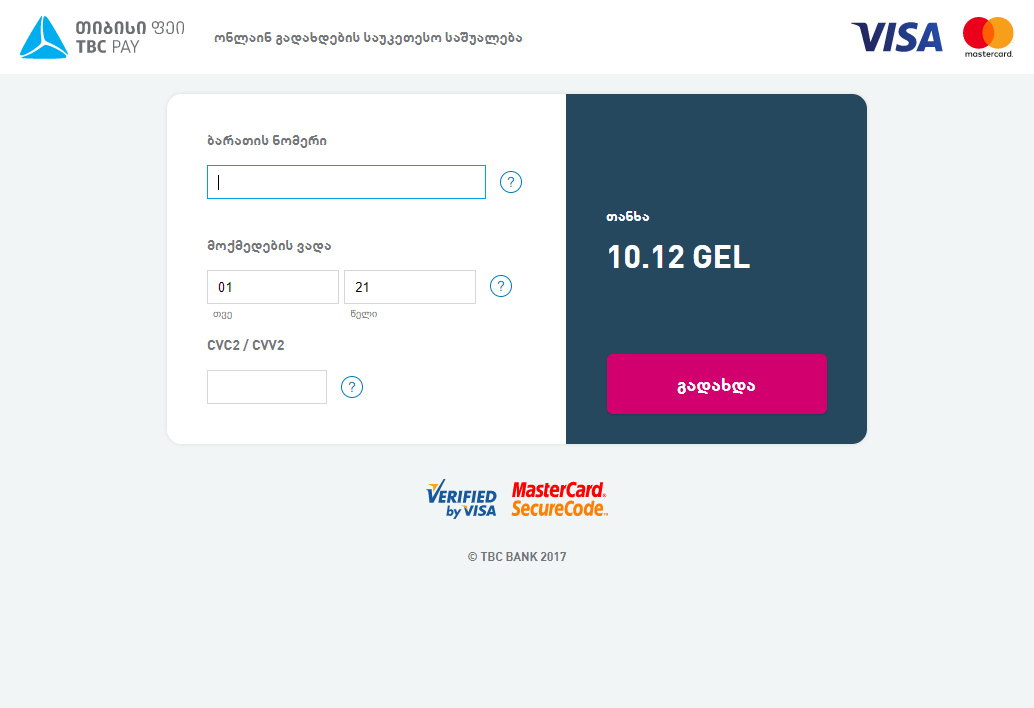 თიბისი ფეი
TBC PAY
ონლაინ გადახდების საუკეთესო საშუალება
VISA
mastercard.
ბარათის ნომერი
?
თანხა
10.12 GEL
მოქმედების ვადა
01
21
?
თვე
წელი
CVC2 / CVV2
?
გადახდა
VERIFIED
by VISA
MasterCard®
SecureCode™
© TBC BANK 2017